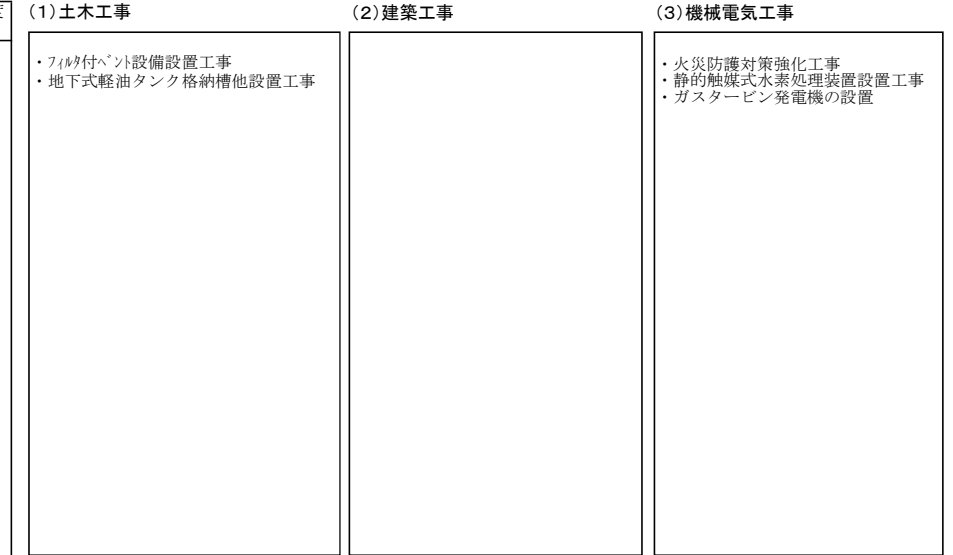 (1)土木工事
・ﾌｨﾙﾀ付ﾍﾞﾝﾄ設備設置工事
・地下式軽油タンク格納槽他設置工事
(2)建築工事
(3)機械電気工事
・火災防護対策強化工事
・静的触媒式水素処理装置設置工事
・ガスタービン発電機の設置